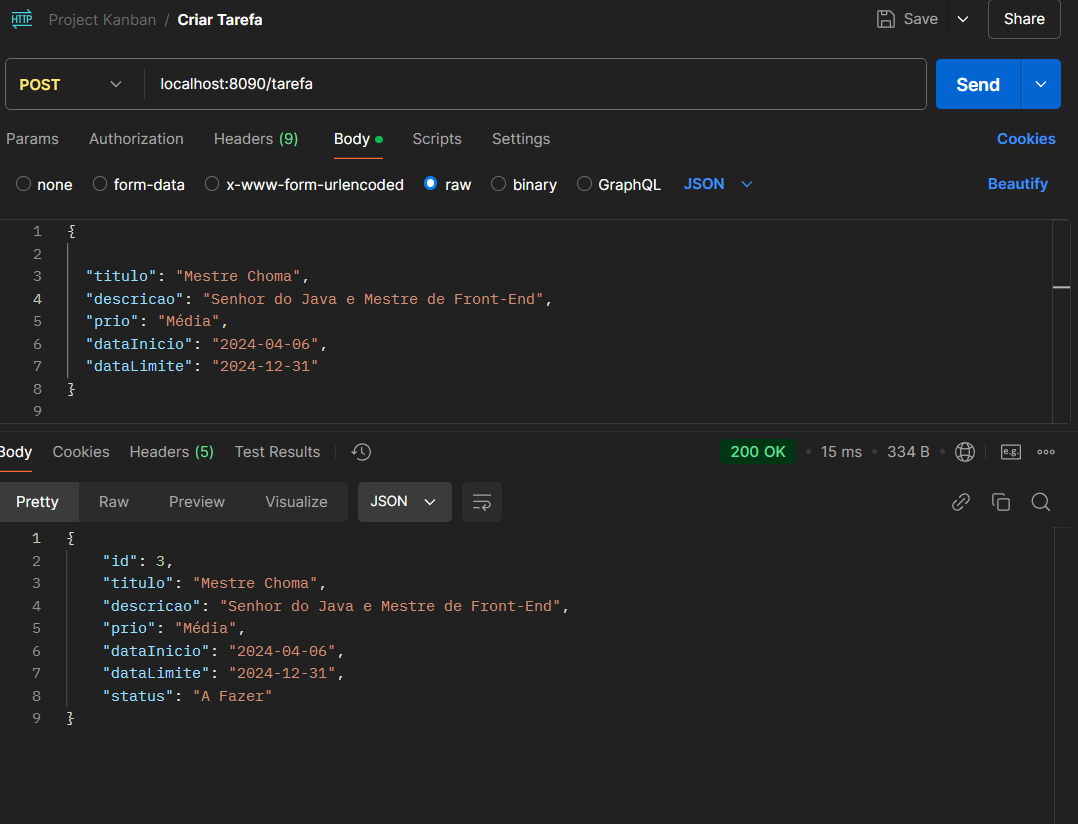 HTTP Project Kanban / Criar Tarefa Save Share
POST localhost:8090/tarefa Send
Params Authorization Headers (9) Body Scripts Settings Cookies
none form-data x-www-form-urlencoded raw binary GraphQL JSON Beautify
1 {
2
3 "titulo": "Mestre Choma",
4 "descricao": "Senhor do Java e Mestre de Front-End",
5 "prio": "Média",
6 "dataInicio": "2024-04-06",
7 "dataLimite": "2024-12-31"
8 }
9
Body Cookies Headers (5) Test Results 200 OK • 15 ms • 334 B • e.g. •••
Pretty Raw Preview Visualize JSON
1 {
2 "id": 3,
3 "titulo": "Mestre Choma",
4 "descricao": "Senhor do Java e Mestre de Front-End",
5 "prio": "Média",
6 "dataInicio": "2024-04-06",
7 "dataLimite": "2024-12-31",
8 "status": "A Fazer"
9 }